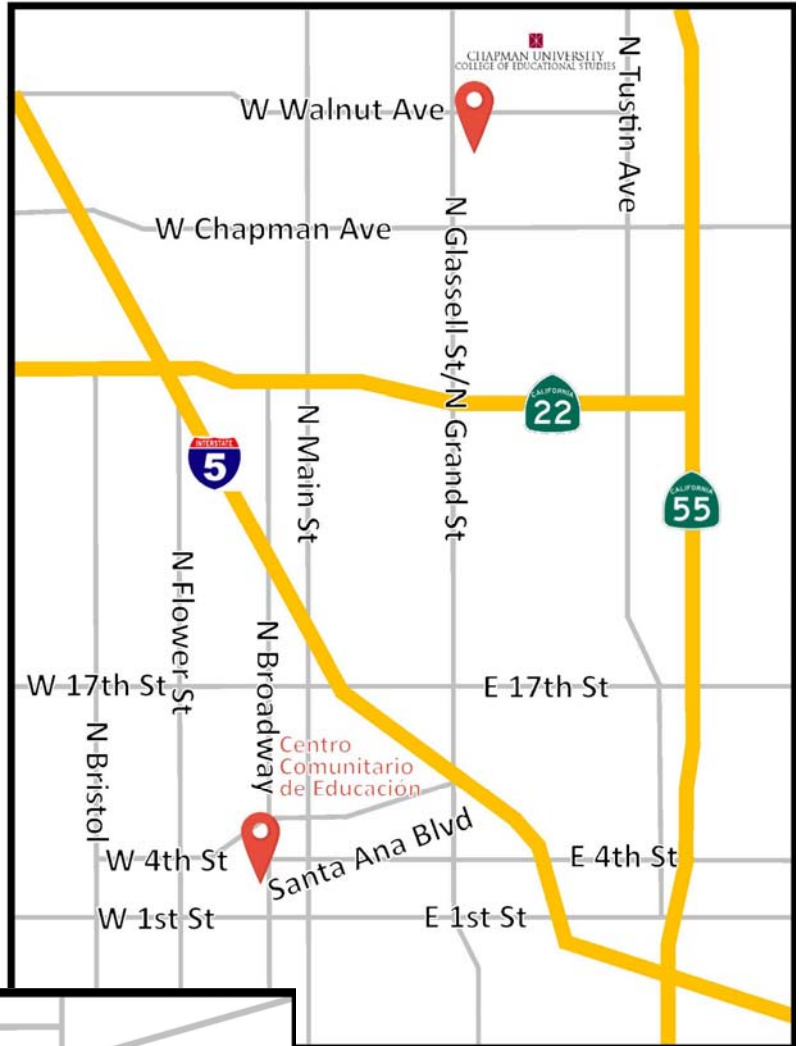 CHAPMAN UNIVERSITY
COLLEGE OF EDUCATIONAL STUDIES
N Tustin Ave
W Walnut Ave
W Chapman Ave
N Glassell St/N Grand St
CALIFORNIA
22
N Main St
INTERSTATE
5
CALIFORNIA
55
N Flower St
N Broadway
W 17th St
E 17th St
N Bristol
Centro
Comunitario
de Educación
Santa Ana Blvd
W 4th St
E 4th St
W 1st St
E 1st St